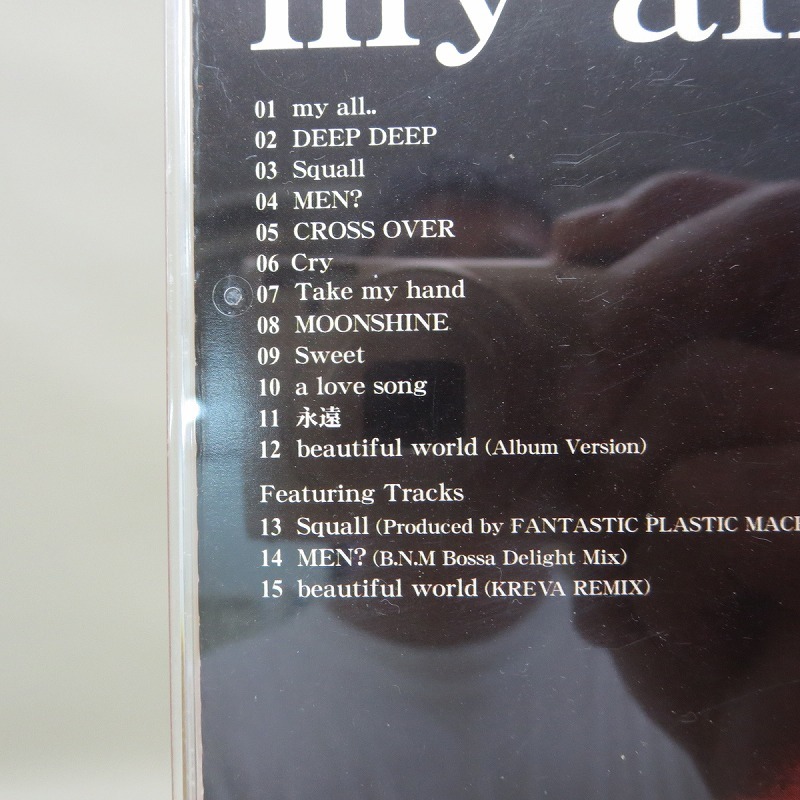 my al
01 my all..
02 DEEP DEEP
03 Squall
04 MEN?
05 CROSS OVER
06 Cry
07 Take my hand
08 MOONSHINE
09 Sweet
10 a love song
11 永遠
12 beautiful world (Album Version)
Featuring Tracks
13 Squall (Produced by FANTASTIC PLASTIC
14 MEN? (B.N.M Bossa Delight Mix)
15 beautiful world (KREVA REMIX)